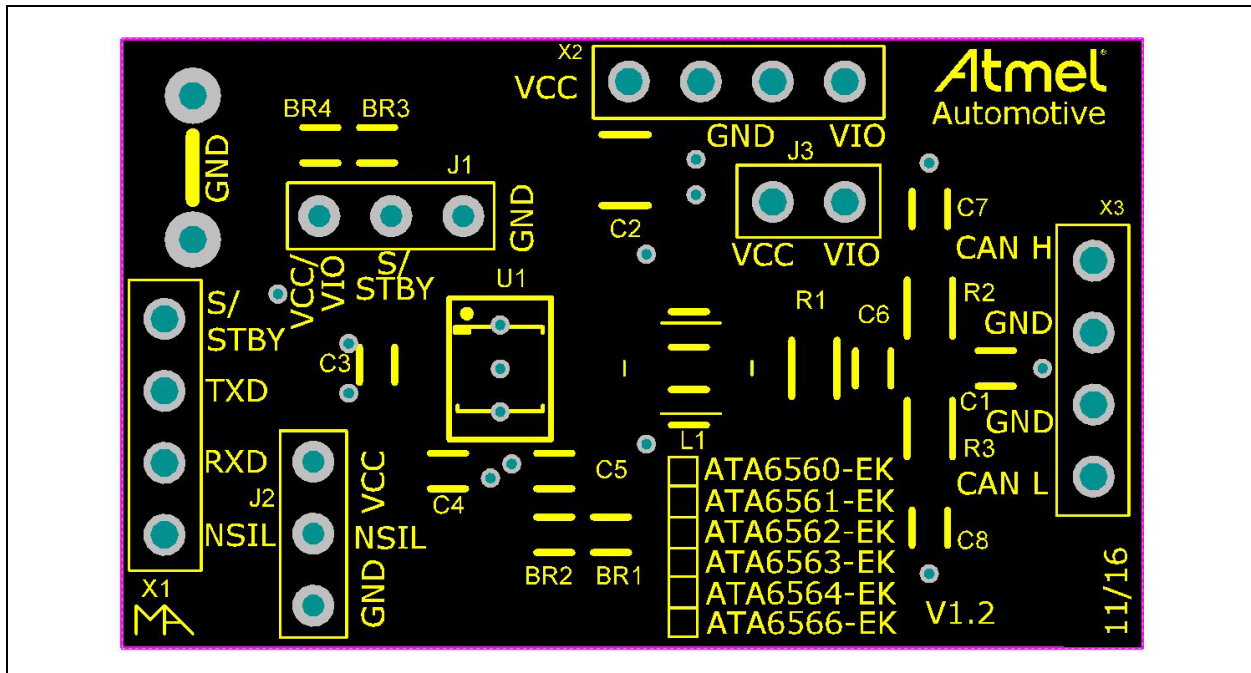 X2
VCC
GND
VIO
Atmel®
Automotive
BR4
BR3
GND
J1
GND
VCC/
VIO
S/
STBY
J3
VCC
VIO
C2
C7
X3
CAN H
S/
STBY
TXD
RXD
NSIL
X1
MA
U1
C3
R1
C6
R2
GND
C1
GND
R3
CAN L
J2
VCC
NSIL
GND
C4
C5
BR2
BR1
L1
ATA6560-EK
ATA6561-EK
ATA6562-EK
ATA6563-EK
ATA6564-EK
ATA6566-EK
C8
V1.2
11/16